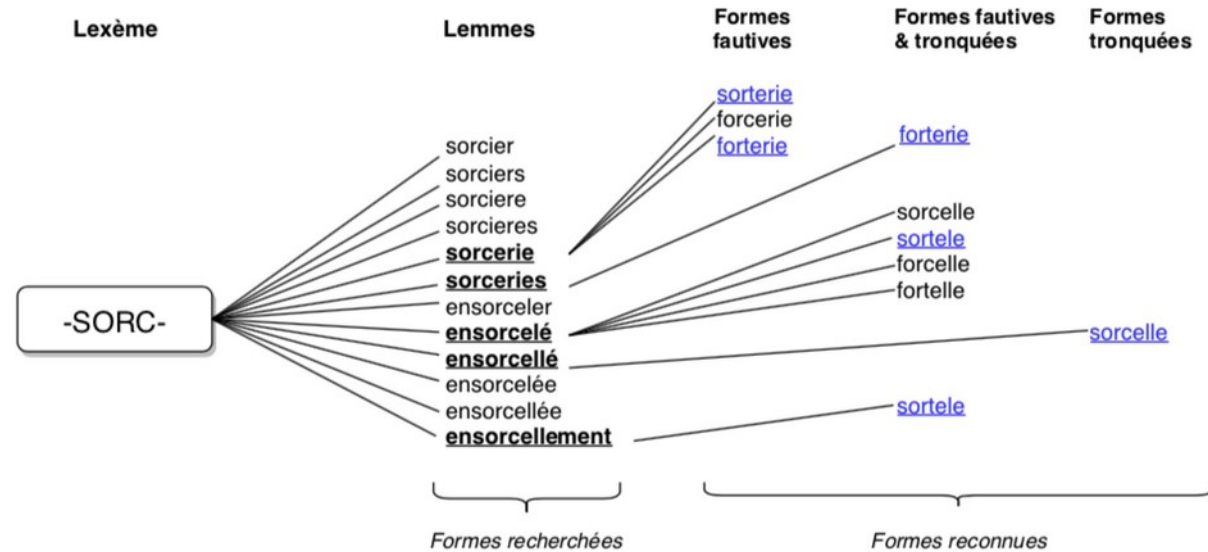 Lexème
Lemmes
Formes
fautives
Formes fautives
& tronquées
Formes
tronquées
-SORC-
sorcier
sorciers
sorciere
sorcieres
sorcerie
sorceries
ensorceler
ensorcelé
ensorcellé
ensorcelée
ensorcellée
ensorcellement
sorterie
forcerie
forterie
forterie
sorcelle
sortele
forcelle
fortelle
sortele
sorcelle
Formes recherchées
Formes reconnues